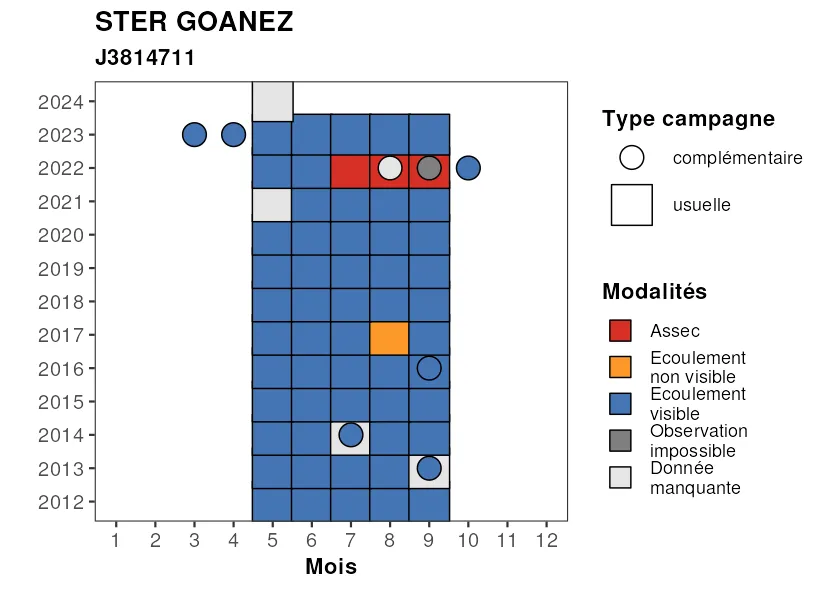 STER GOANEZ
J3814711
2024
2023
2022
2021
2020
2019
2018
2017
2016
2015
2014
2013
2012
1 2 3 4 5 6 7 8 9 10 11 12
Mois
Type campagne
complémentaire
usuelle
Modalités
Assec
Ecoulement
non visible
Ecoulement
visible
Observation
impossible
Donnée
manquante